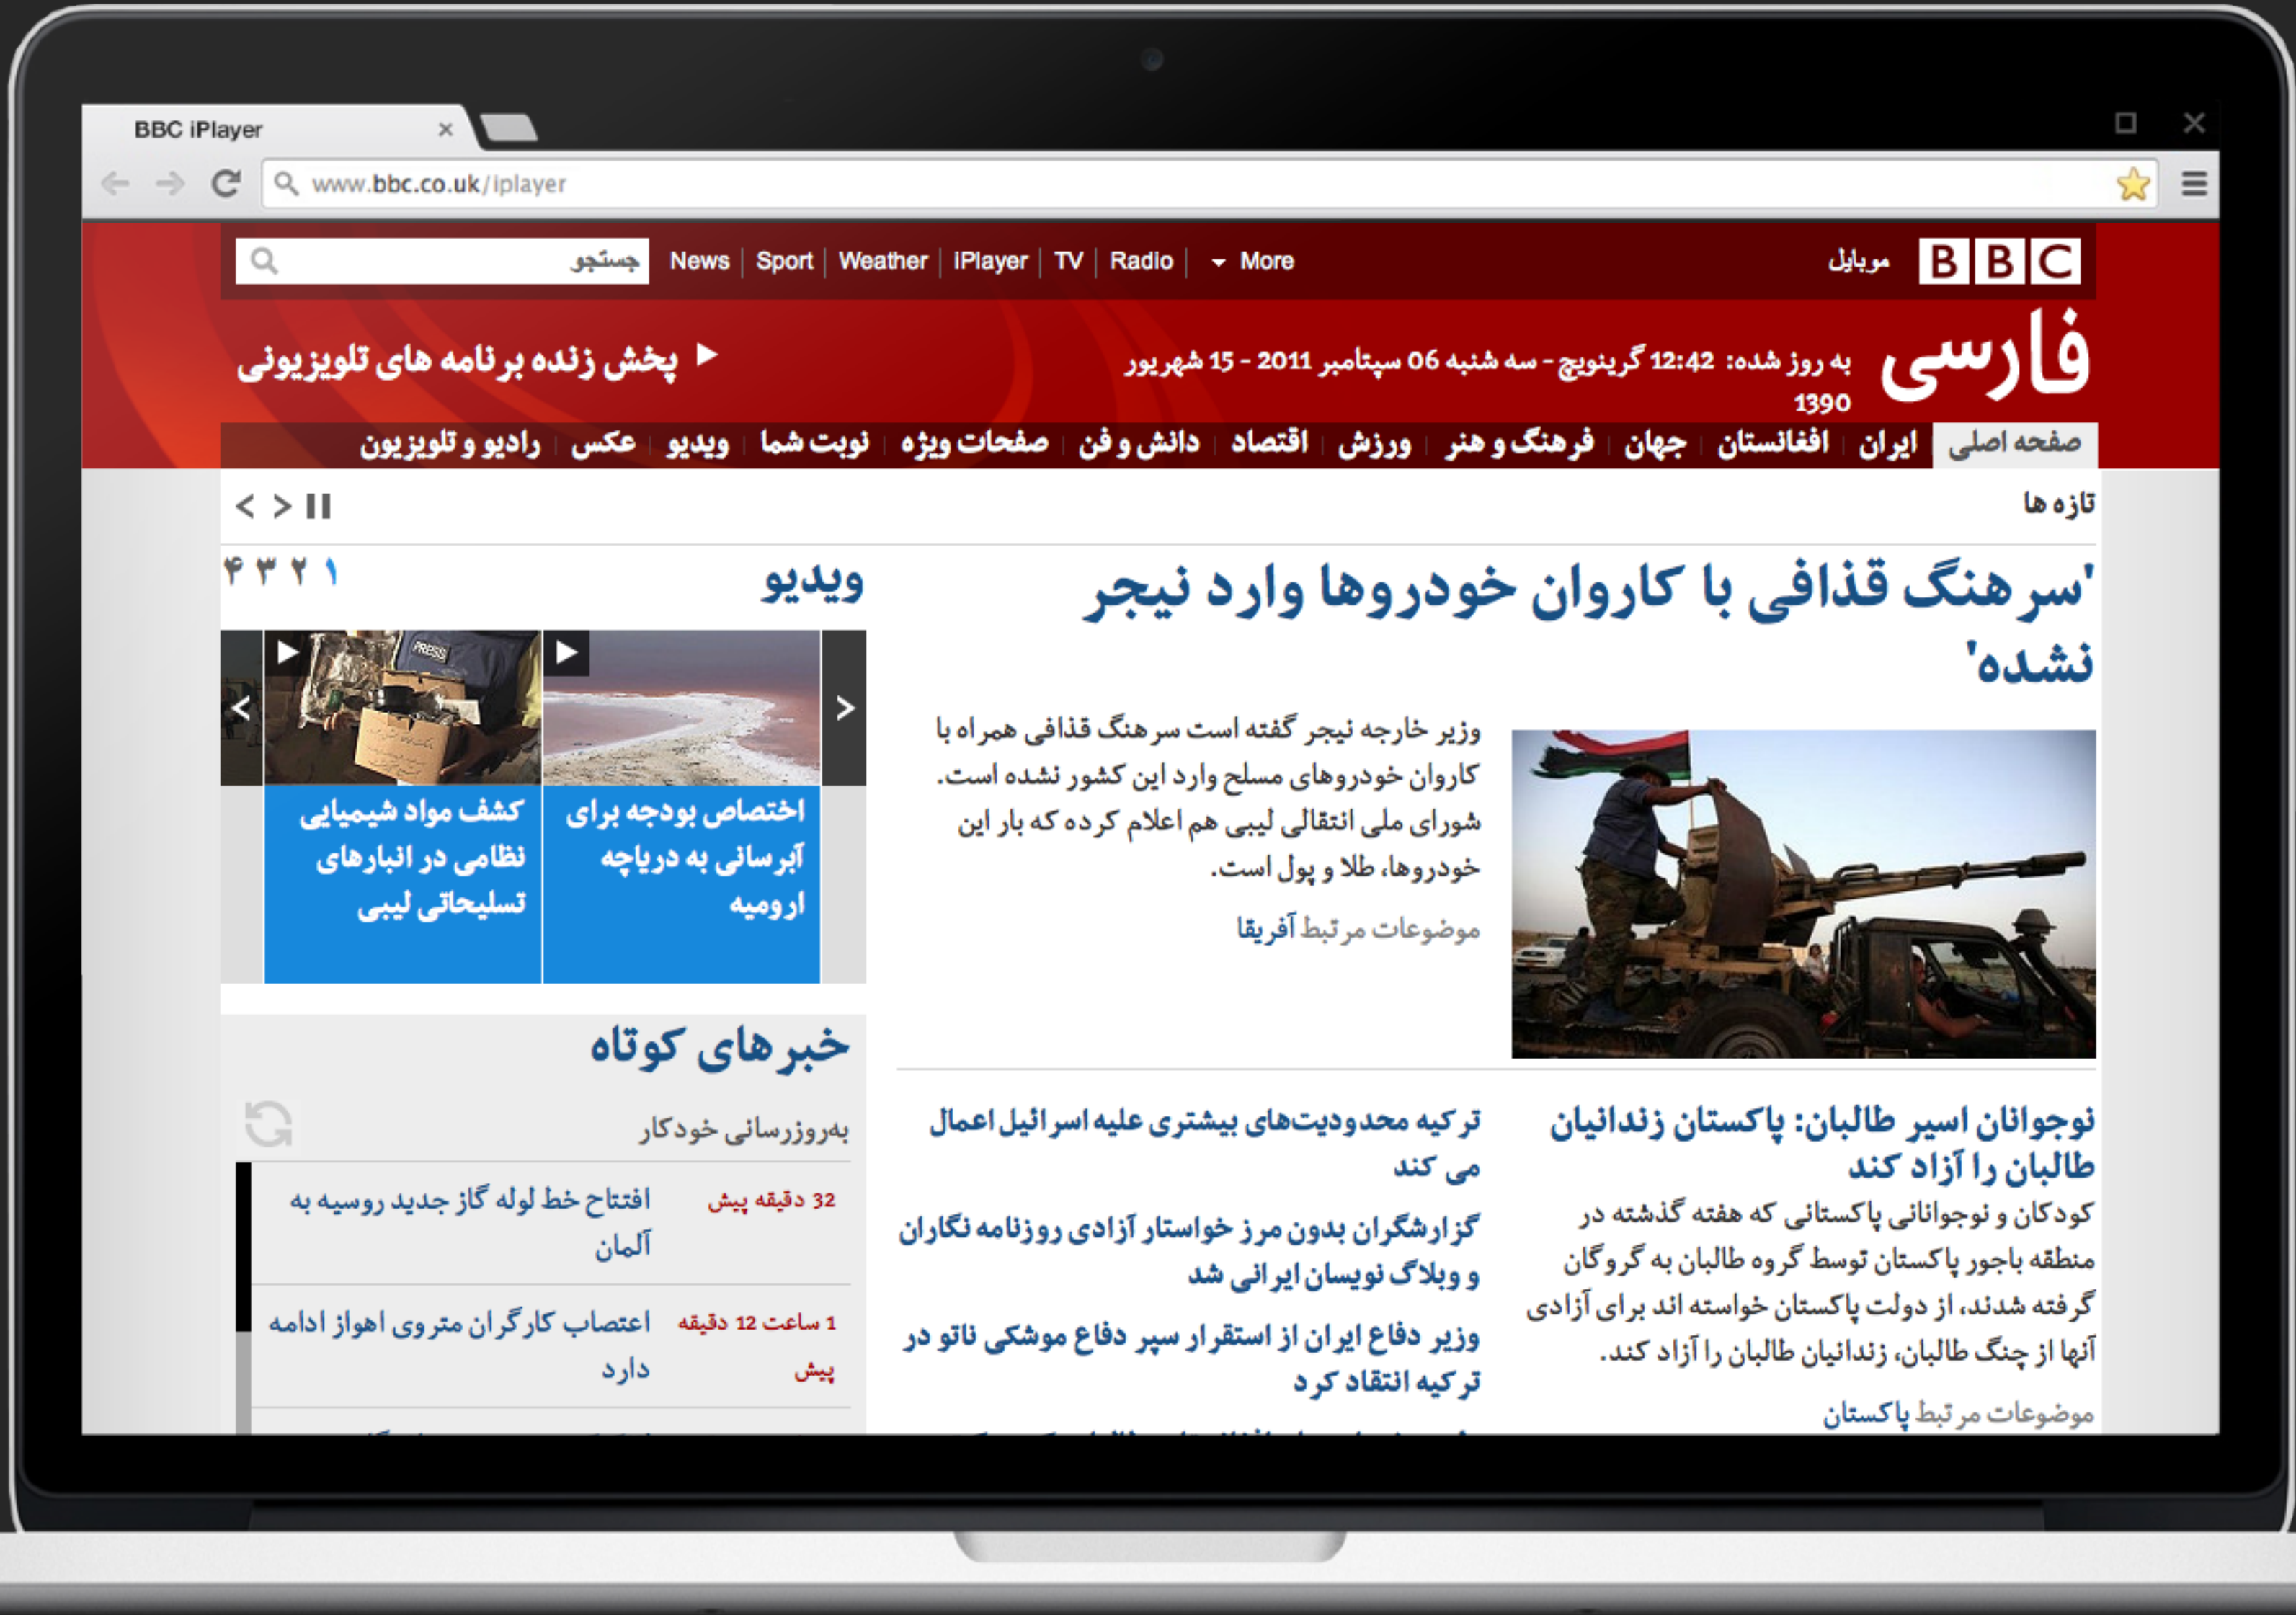 BBC iPlayer
www.bbc.co.uk/iplayer
BBC
موبایل
News
Sport
Weather
iPlayer
TV
Radio
More
جستجو
فارسی
به روز شده: 12:42 گرینویچ - سه شنبه 06 سپتامبر 2011 - 15 شهریور
1390
پخش زنده برنامه های تلویزیونی
صفحه اصلی
ایران
افغانستان
جهان
فرهنگ و هنر
ورزش
اقتصاد
دانش و فن
صفحات ویژه
نوبت شما
ویدیو
عکس
رادیو و تلویزیون
تازه ها
'سرهنگ قذافی با کاروان خودروها وارد نیجر
نشده'
وزیر خارجه نیجر گفته است سرهنگ قذافی همراه با
کاروان خودروهای مسلح وارد این کشور نشده است.
شورای ملی انتقالی لیبی هم اعلام کرده که بار این
خودروها، طلا و پول است.
موضوعات مرتبط آفریقا
نوجوانان اسیر طالبان: پاکستان زندانیان
طالبان را آزاد کند
کودکان و نوجوانانی پاکستانی که هفته گذشته در
منطقه باجور پاکستان توسط گروه طالبان به گروگان
گرفته شدند، از دولت پاکستان خواسته اند برای آزادی
آنها از چنگ طالبان، زندانیان طالبان را آزاد کند.
موضوعات مرتبط پاکستان
ترکیه محدودیت‌های بیشتری علیه اسرائیل اعمال
می کند
گزارشگران بدون مرز خواستار آزادی روزنامه نگاران
و وبلاگ نویسان ایرانی شد
وزیر دفاع ایران از استقرار سپر دفاع موشکی ناتو در
ترکیه انتقاد کرد
ویدیو
۱ ۲ ۳ ۴
PRESS
اختصاص بودجه برای
آبرسانی به دریاچه
ارومیه
کشف مواد شیمیایی
نظامی در انبارهای
تسلیحاتی لیبی
خبرهای کوتاه
به‌روزرسانی خودکار
32 دقیقه پیش
افتتاح خط لوله گاز جدید روسیه به
آلمان
1 ساعت 12 دقیقه
پیش
اعتصاب کارگران متروی اهواز ادامه
دارد